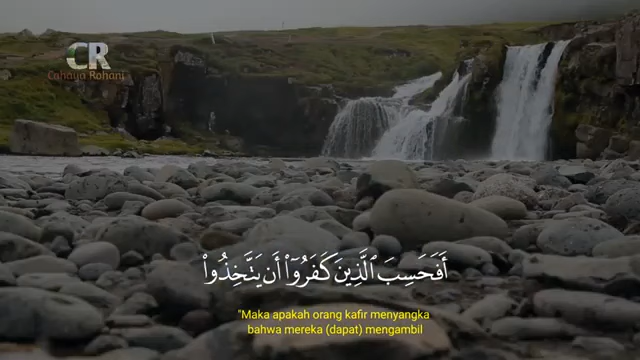 CR
Cahaya Rohani
أَفَحَسِبَ ٱلَّذِينَ كَفَرُوٓا۟ أَن يَتَّخِذُوا۟
"Maka apakah orang kafir menyangka
bahwa mereka (dapat) mengambil